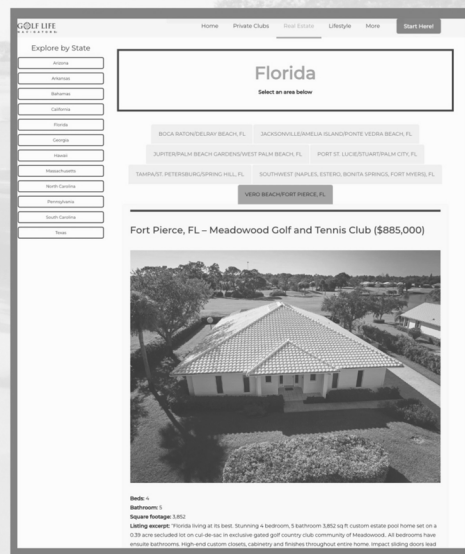 GOLF LIFE
NAVIGATORS
Home Private Clubs Real Estate Lifestyle More Start Here!
Explore by State
Arizona
Arkansas
Bahamas
California
Florida
Georgia
Hawaii
Massachusetts
North Carolina
Pennsylvania
South Carolina
Texas
Florida
Select an area below
BOCA RATON/DELRAY BEACH, FL JACKSONVILLE/AMELIA ISLAND/PONTE VEDRA BEACH, FL
JUPITER/PALM BEACH GARDENS/WEST PALM BEACH, FL PORT ST. LUCIE/STUART/PALM CITY, FL
TAMPA/ST. PETERSBURG/SPRING HILL, FL SOUTHWEST (NAPLES, ESTERO, BONITA SPRINGS, FORT MYERS), FL
VERO BEACH/FORT PIERCE, FL
Fort Pierce, FL – Meadowood Golf and Tennis Club ($885,000)
Beds: 4
Bathroom: 5
Square footage: 3,852
Listing excerpt: "Florida living at its best. Stunning 4 bedroom, 5 bathroom 3,852 sq ft custom estate pool home set on a
0.39 acre secluded lot on cul-de-sac in exclusive gated golf country club community of Meadowood. All bedrooms have
ensuite bathrooms. High-end custom closets, cabinetry and finishes throughout entire home. Impact sliding doors lead